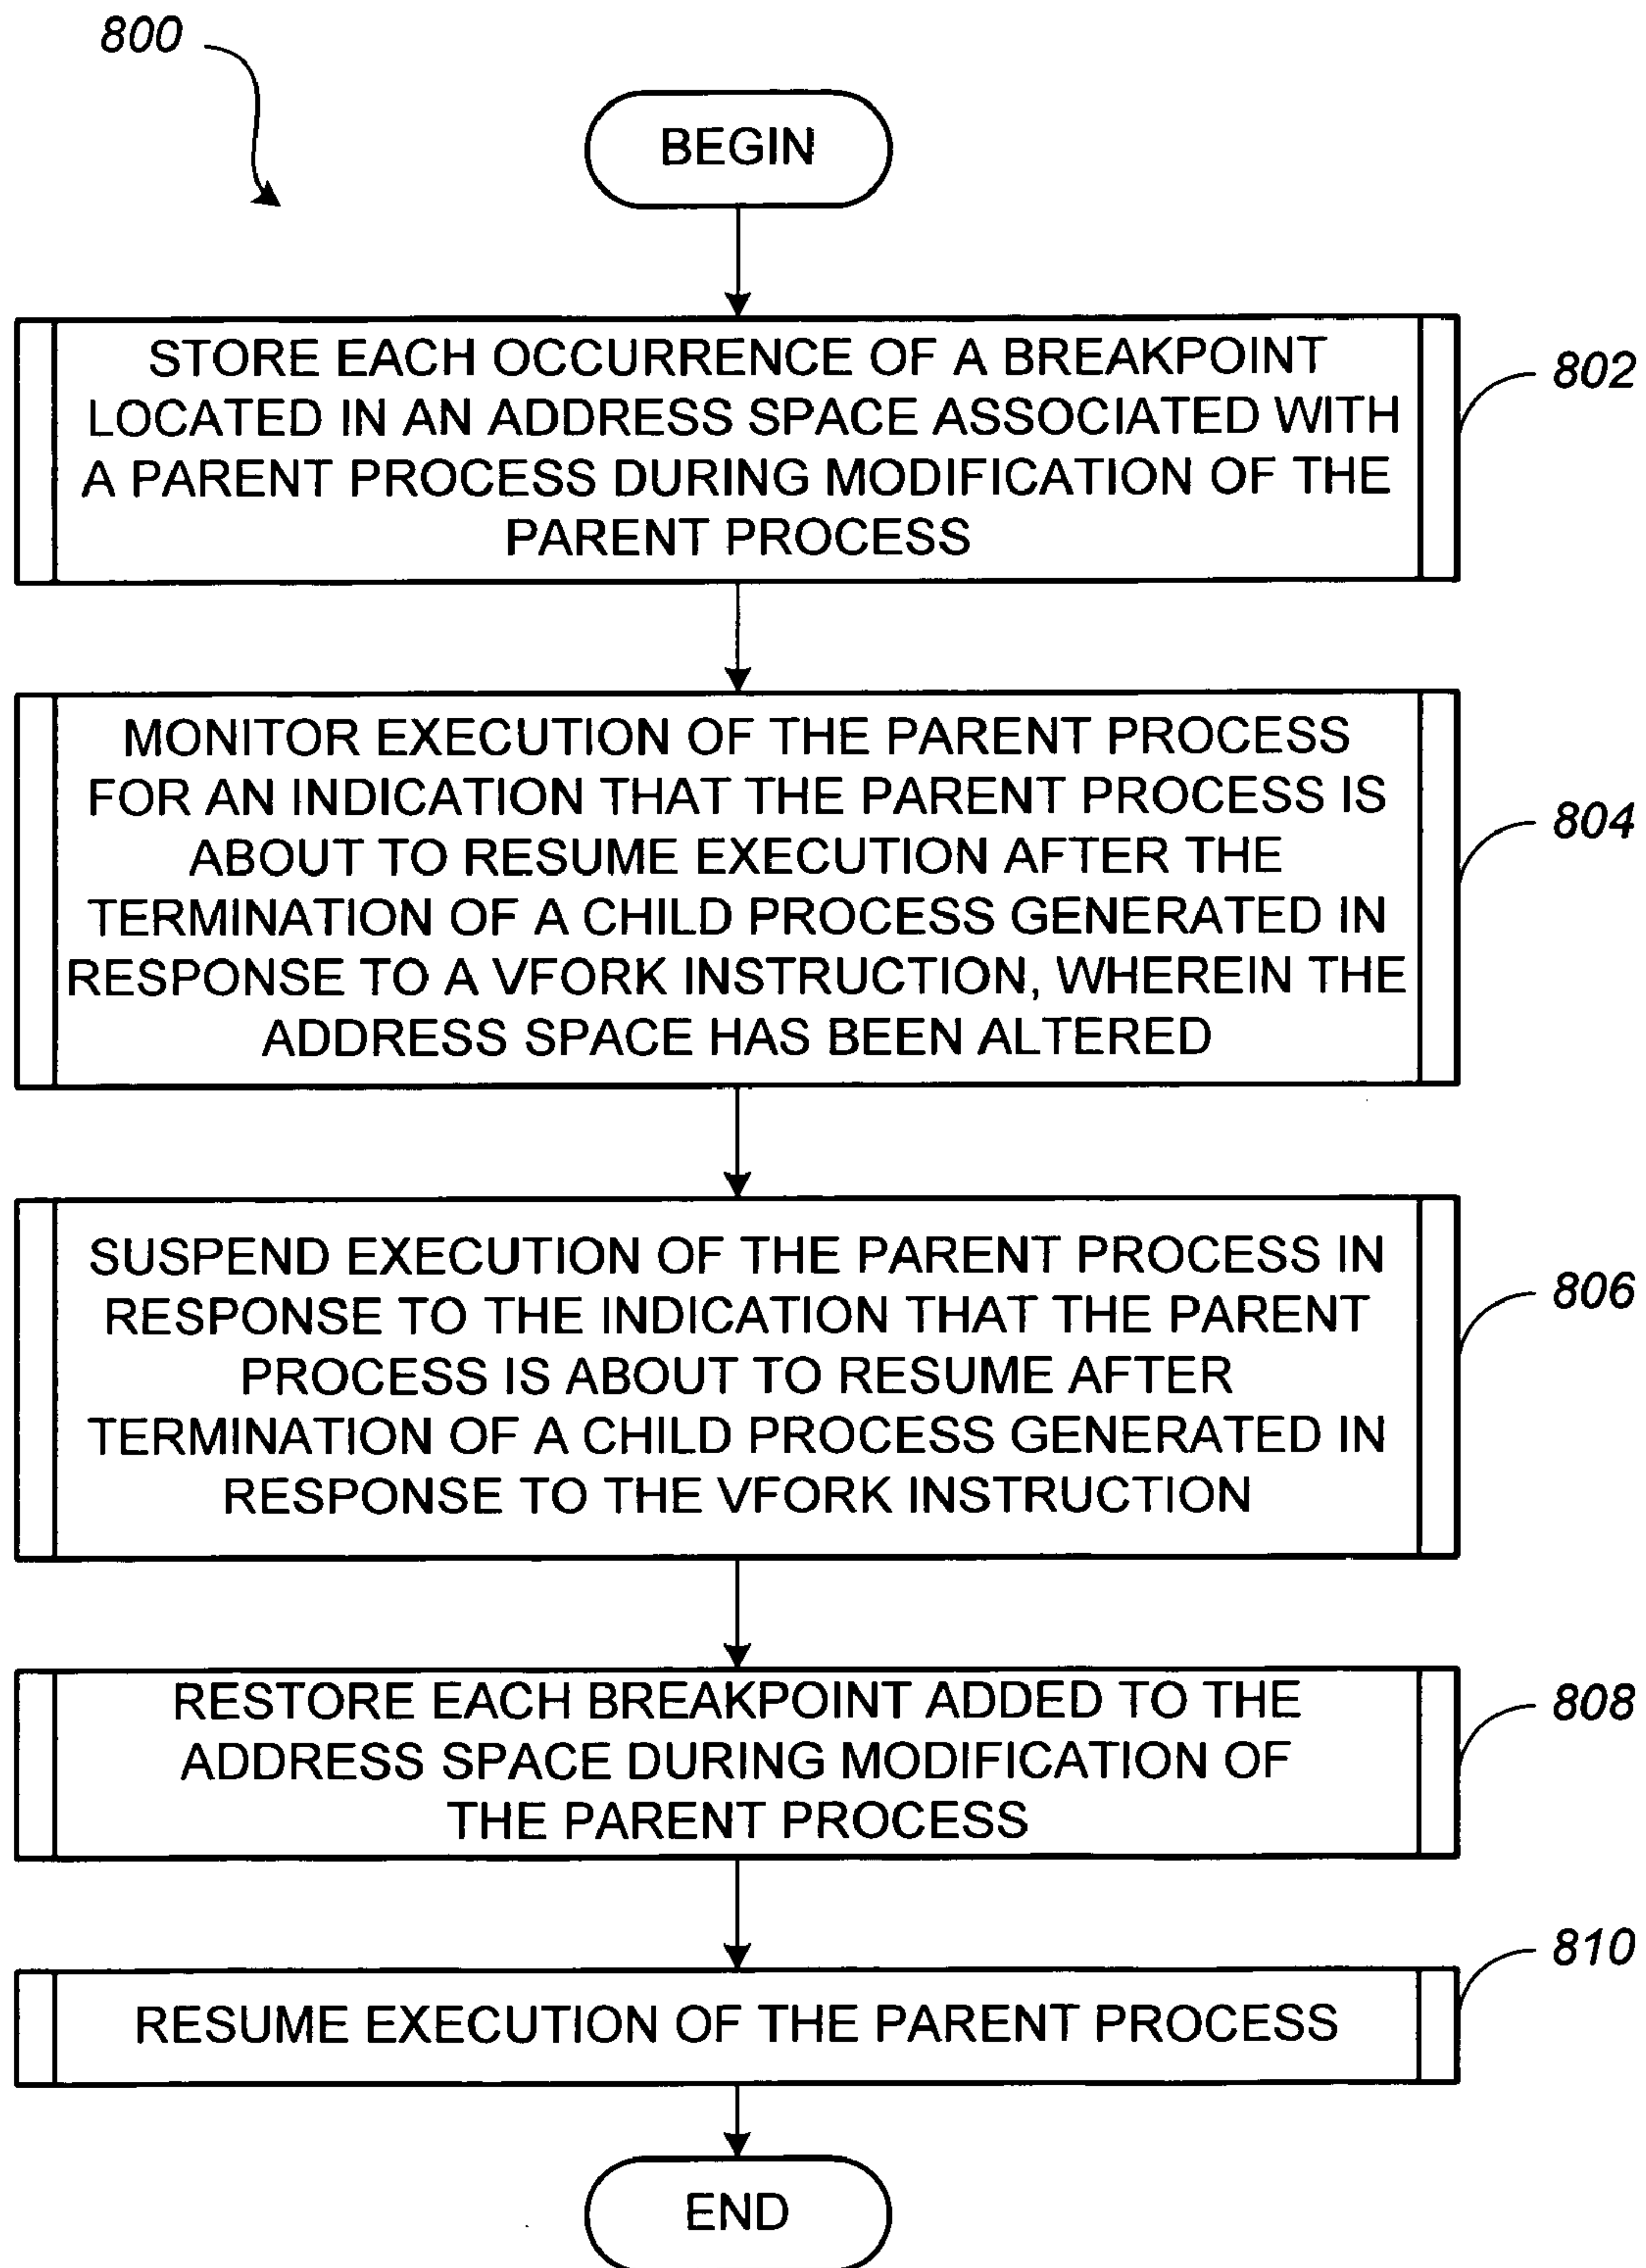 800
BEGIN
STORE EACH OCCURRENCE OF A BREAKPOINT
LOCATED IN AN ADDRESS SPACE ASSOCIATED WITH
A PARENT PROCESS DURING MODIFICATION OF THE
PARENT PROCESS
802
MONITOR EXECUTION OF THE PARENT PROCESS
FOR AN INDICATION THAT THE PARENT PROCESS IS
ABOUT TO RESUME EXECUTION AFTER THE
TERMINATION OF A CHILD PROCESS GENERATED IN
RESPONSE TO A VFORK INSTRUCTION, WHEREIN THE
ADDRESS SPACE HAS BEEN ALTERED
804
SUSPEND EXECUTION OF THE PARENT PROCESS IN
RESPONSE TO THE INDICATION THAT THE PARENT
PROCESS IS ABOUT TO RESUME AFTER
TERMINATION OF A CHILD PROCESS GENERATED IN
RESPONSE TO THE VFORK INSTRUCTION
806
RESTORE EACH BREAKPOINT ADDED TO THE
ADDRESS SPACE DURING MODIFICATION OF
THE PARENT PROCESS
808
RESUME EXECUTION OF THE PARENT PROCESS
810
END